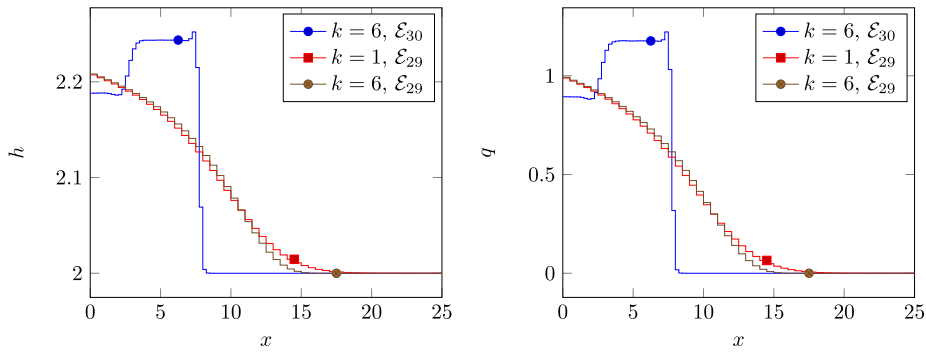 k = 6, ℰ30
k = 1, ℰ29
k = 6, ℰ29
2.2
2.1
2
h
0 5 10 15 20 25
x
k = 6, ℰ30
k = 1, ℰ29
k = 6, ℰ29
1
0.5
0
q
0 5 10 15 20 25
x